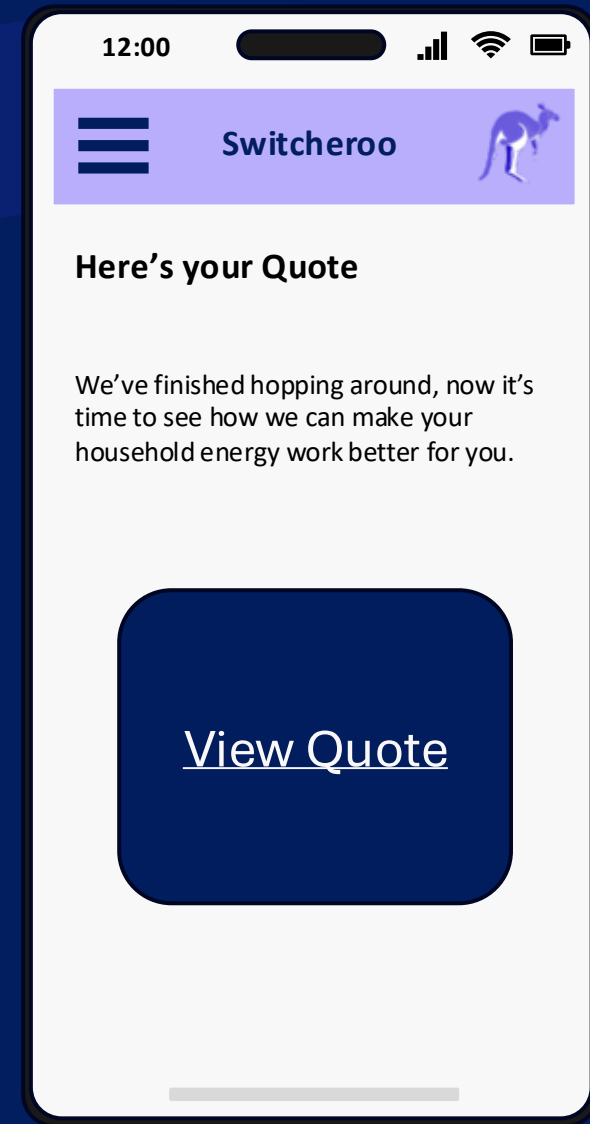 12:00
Switcheroo
Here’s your Quote
We’ve finished hopping around, now it’s
time to see how we can make your
household energy work better for you.
View Quote